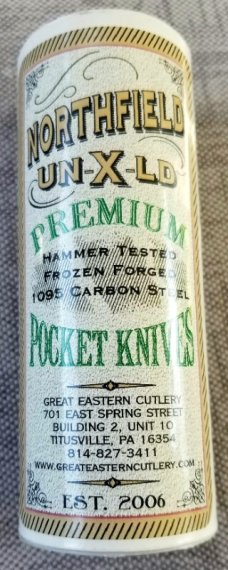 NORTHFIELD
UN-X-LD
PREMIUM
HAMMER TESTED
FROZEN FORGED
1095 CARBON STEEL
POCKET KNIVES
GREAT EASTERN CUTLERY
701 EAST SPRING STREET
BUILDING 2, UNIT 10
TITUSVILLE, PA 16354
814-827-3411
WWW.GREATEASTERNCUTLERY.COM
EST. 2006